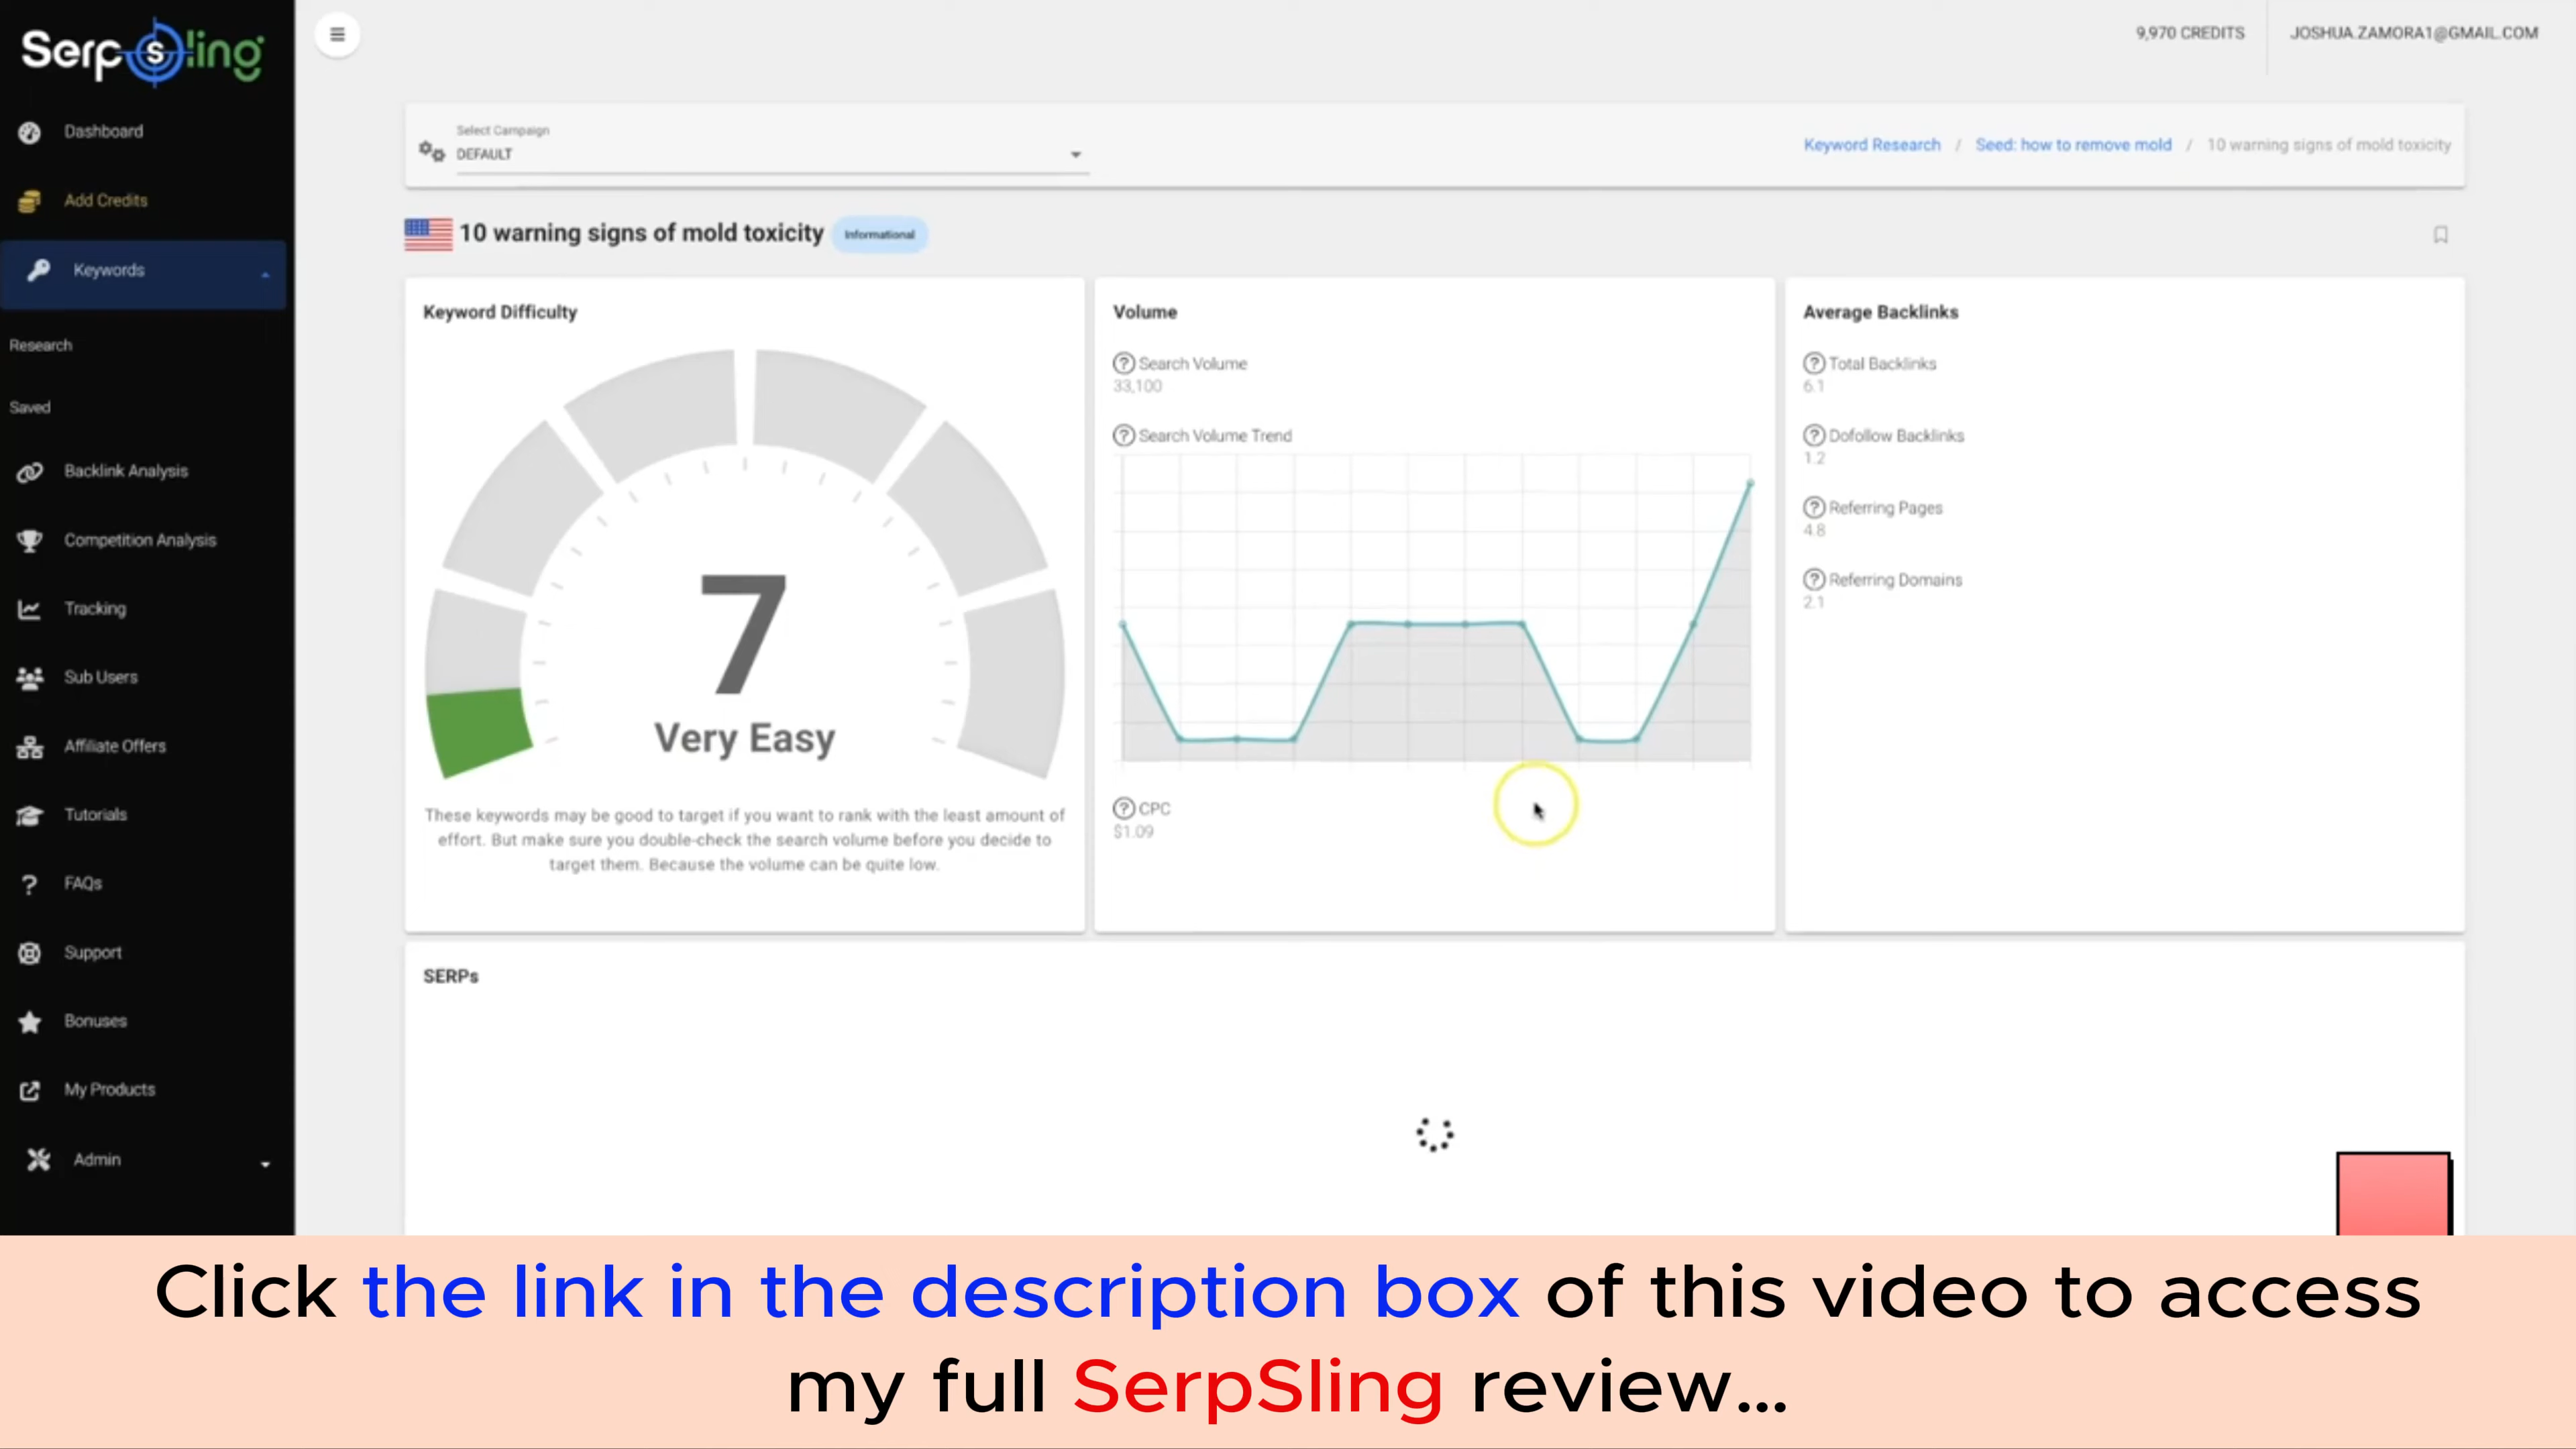 SerpSling
9,970 CREDITS
JOSHUA.ZAMORA1@GMAIL.COM
Dashboard
Add Credits
Keywords
Research
Saved
Backlink Analysis
Competition Analysis
Tracking
Sub Users
Affiliate Offers
Tutorials
FAQs
Support
Bonuses
My Products
Admin
Select Campaign
DEFAULT
Keyword Research / Seed: how to remove mold / 10 warning signs of mold toxicity
10 warning signs of mold toxicity
Informational
Keyword Difficulty
7
Very Easy
These keywords may be good to target if you want to rank with the least amount of
effort. But make sure you double-check the search volume before you decide to
target them. Because the volume can be quite low.
Volume
Search Volume
33,100
Search Volume Trend
CPC
$1.09
Average Backlinks
Total Backlinks
6.1
Dofollow Backlinks
1.2
Referring Pages
4.8
Referring Domains
2.1
SERPs
Click the link in the description box of this video to access
my full SerpSling review...